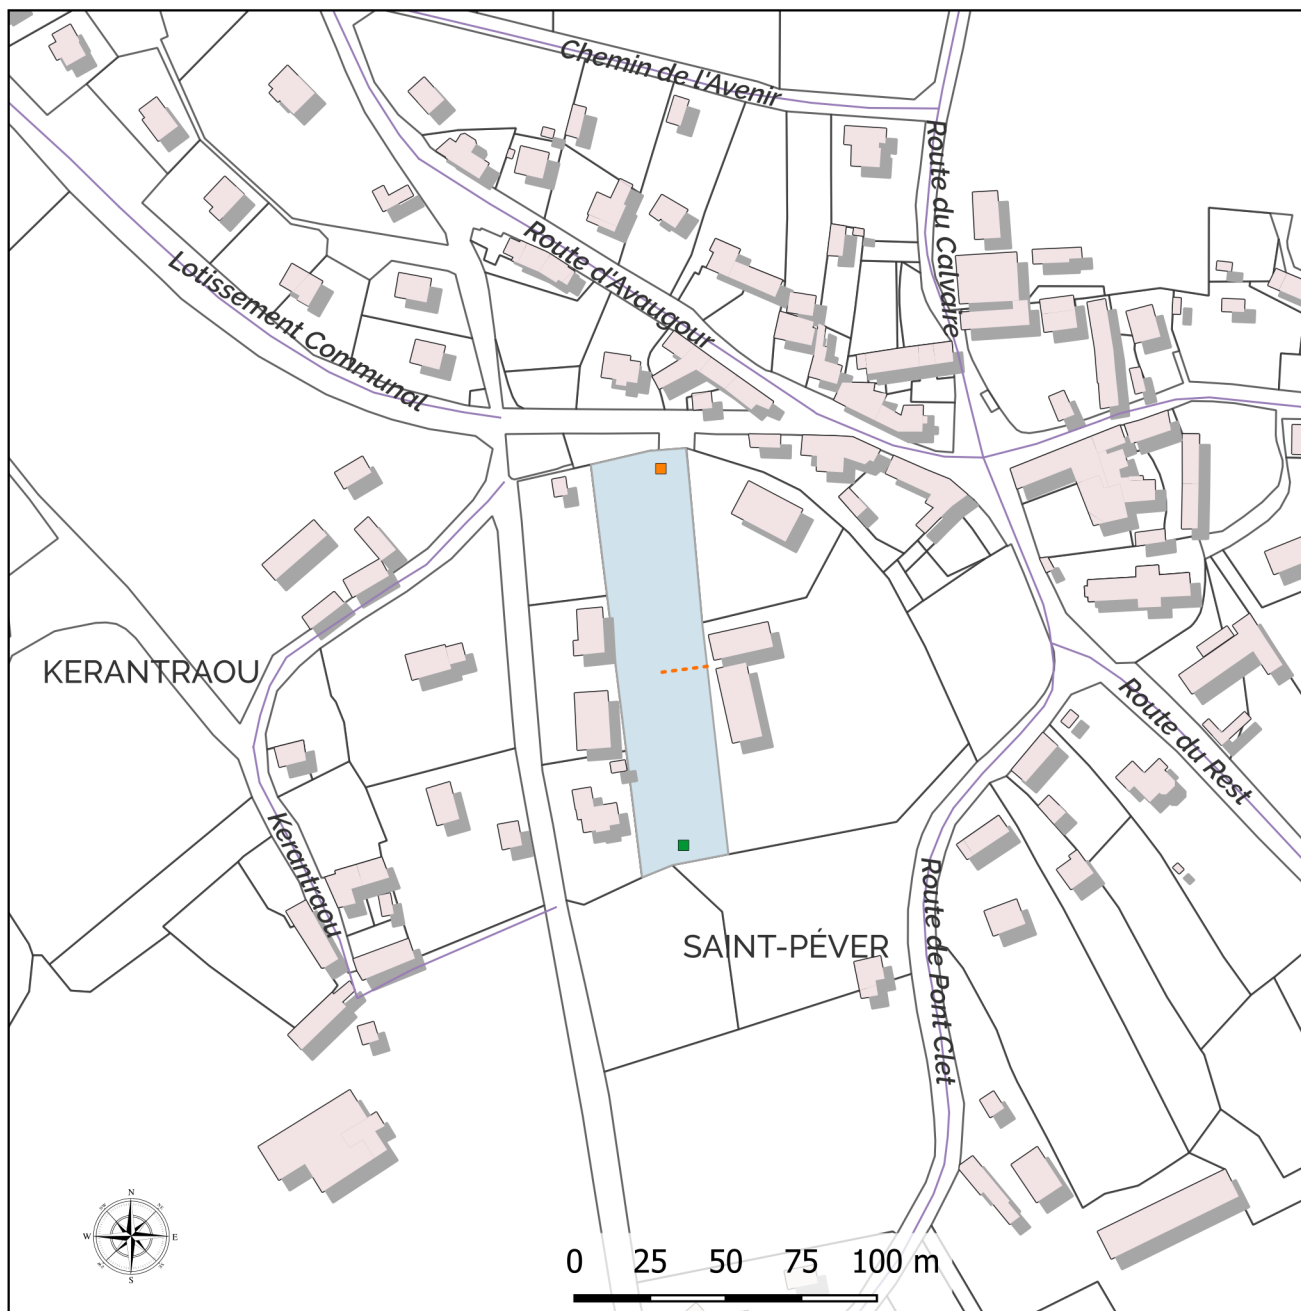 Chemin de l'Avenir
Route du Calvaire
Route d'Avaugour
Lotissement Communal
KERANTRAOU
Route du Rest
Kerantraou
Route de Pont Clet
SAINT-PÉVER
N
W
E
S
0 25 50 75 100 m